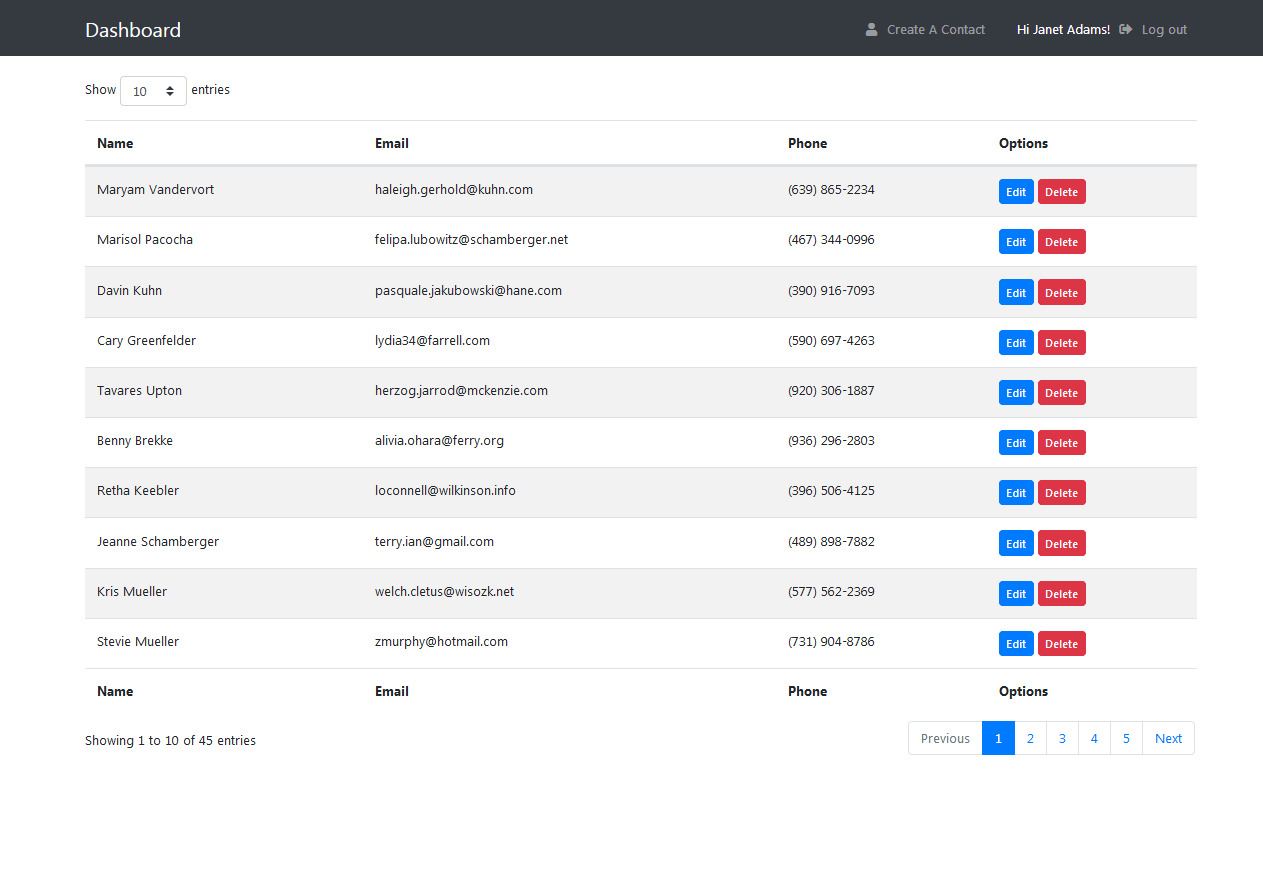 Dashboard Create A Contact Hi Janet Adams! Log out
Show 10 entries
Name Email Phone Options
Maryam Vandervort haleigh.gerhold@kuhn.com (639) 865-2234 Edit Delete
Marisol Pacocha felipa.lubowitz@schamberger.net (467) 344-0996 Edit Delete
Davin Kuhn pasquale.jakubowski@hane.com (390) 916-7093 Edit Delete
Cary Greenfelder lydia34@farrell.com (590) 697-4263 Edit Delete
Tavares Upton herzog.jarrod@mckenzie.com (920) 306-1887 Edit Delete
Benny Brekke alivia.ohara@ferry.org (936) 296-2803 Edit Delete
Retha Keebler loconnell@wilkinson.info (396) 506-4125 Edit Delete
Jeanne Schamberger terry.ian@gmail.com (489) 898-7882 Edit Delete
Kris Mueller welch.cletus@wisozk.net (577) 562-2369 Edit Delete
Stevie Mueller zmurphy@hotmail.com (731) 904-8786 Edit Delete
Name Email Phone Options
Showing 1 to 10 of 45 entries Previous 1 2 3 4 5 Next